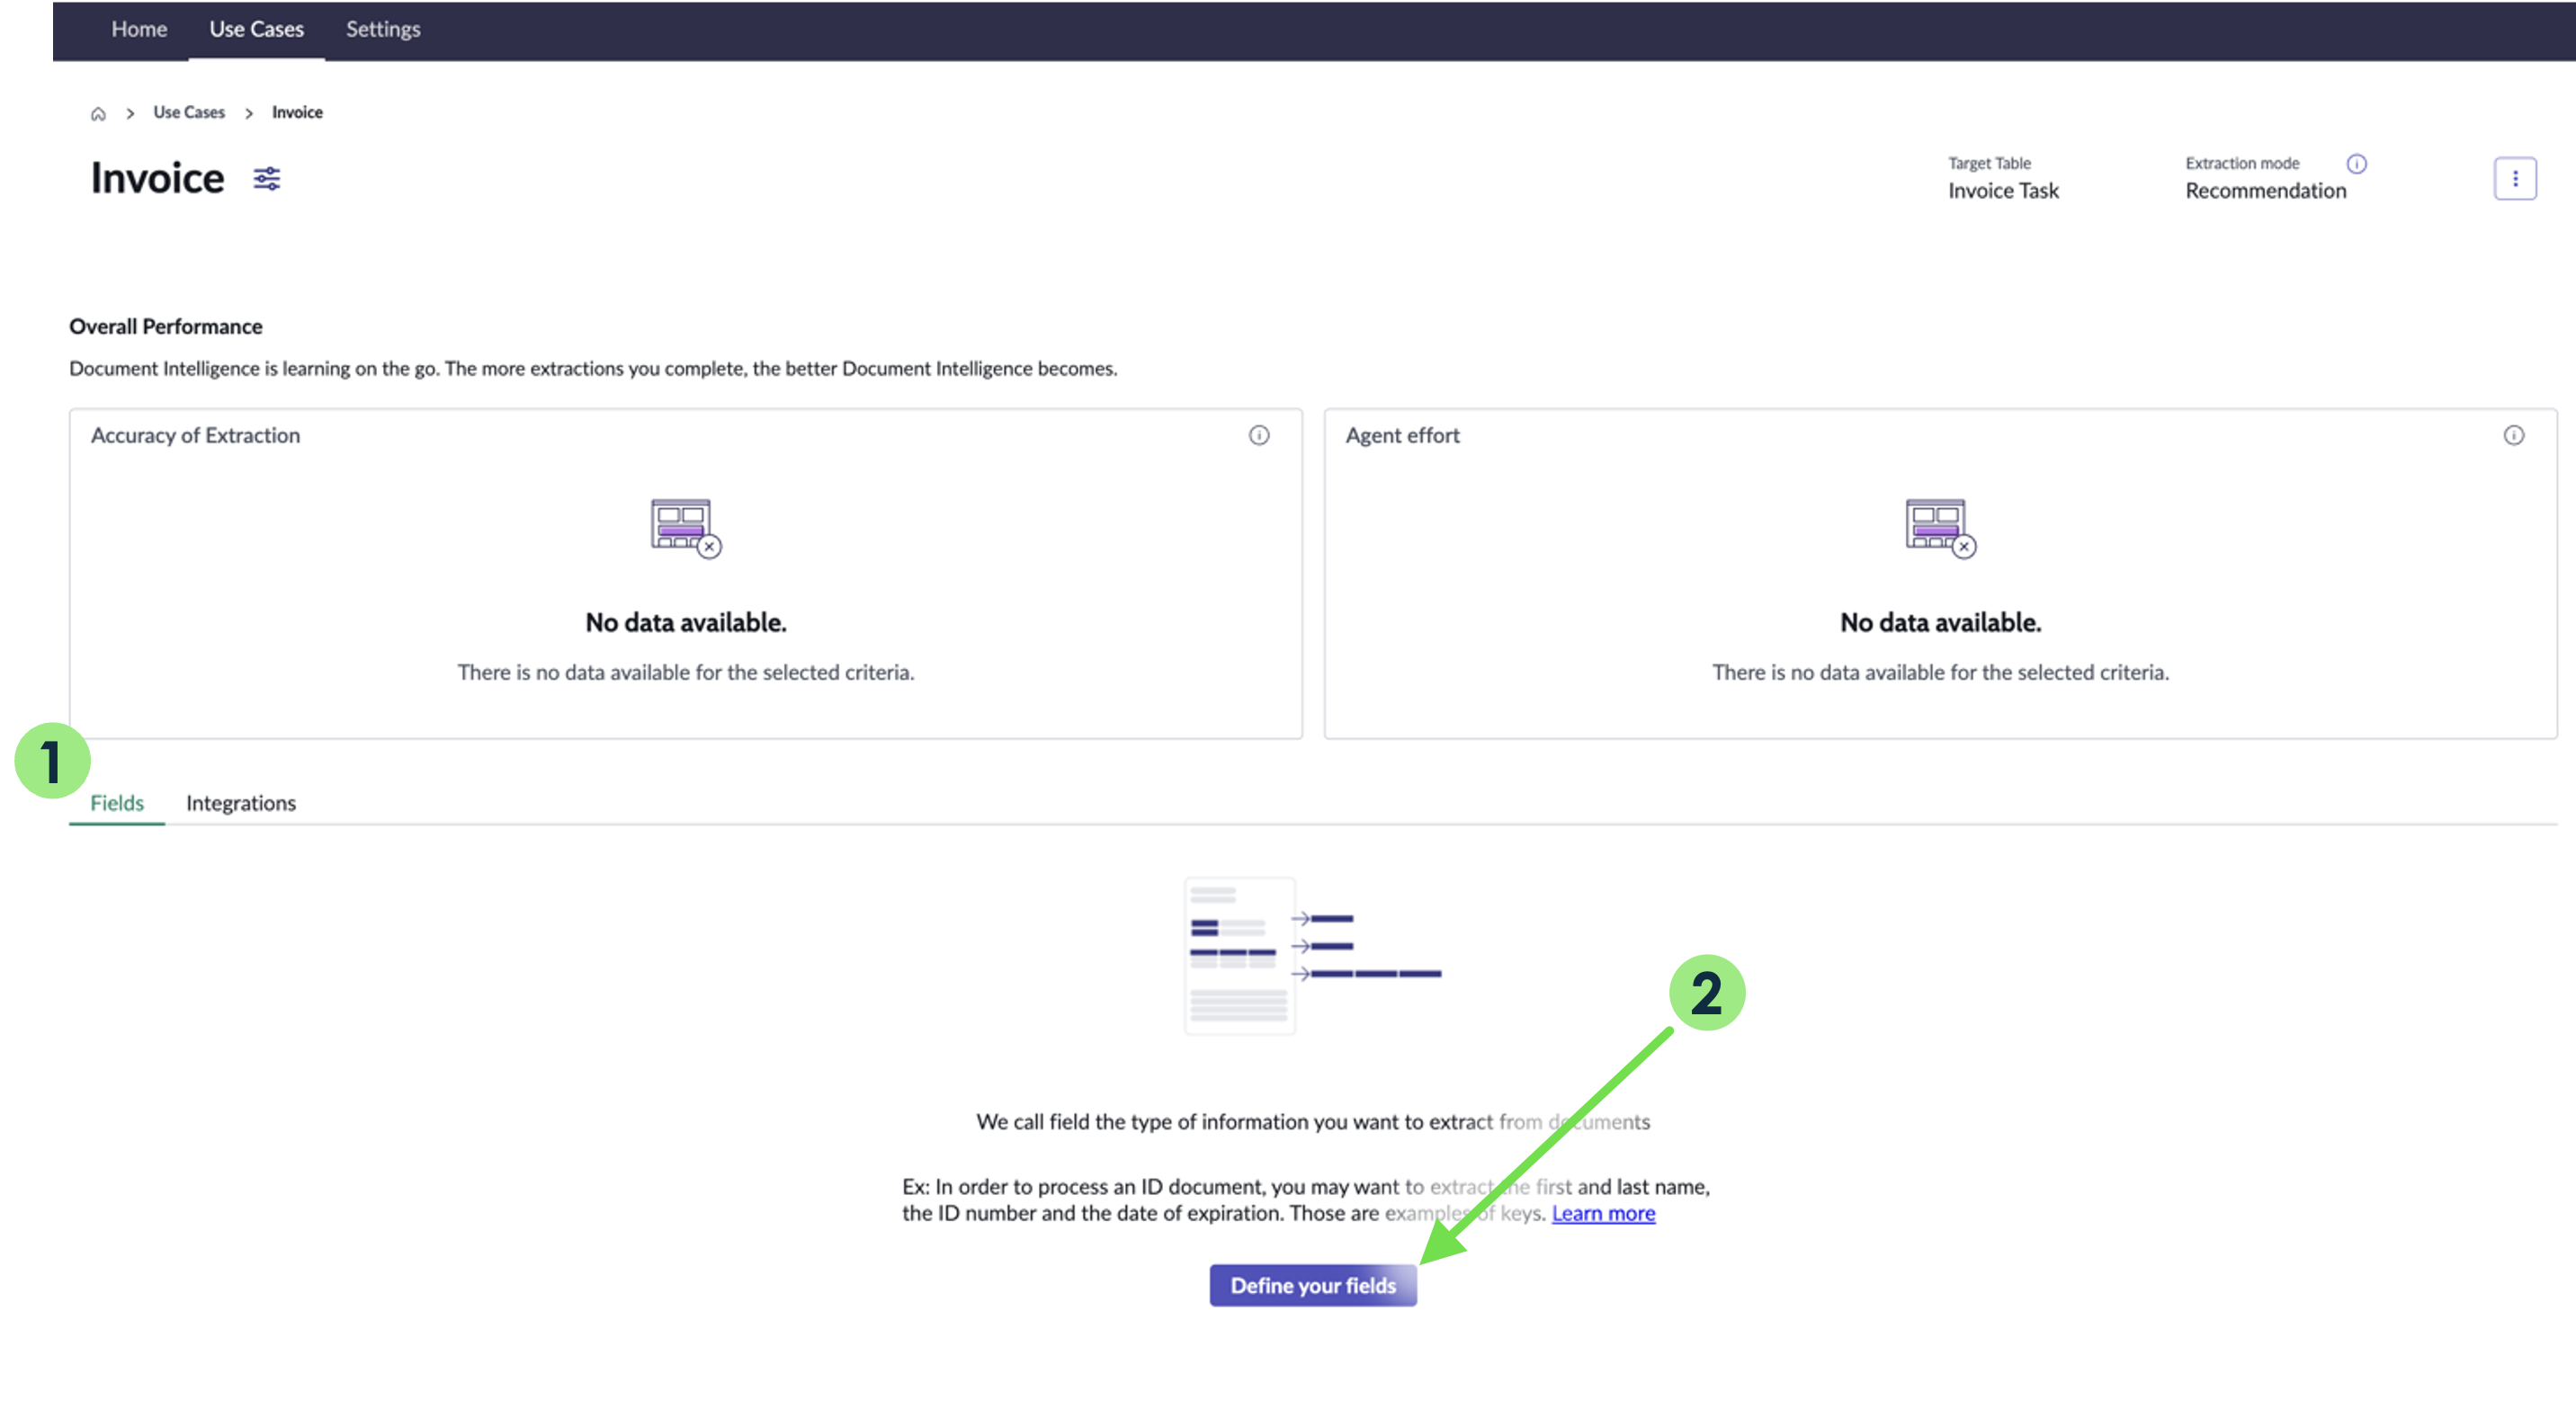 Home Use Cases Settings
> Use Cases > Invoice
Invoice
Target Table
Invoice Task
Extraction mode
Recommendation
Overall Performance
Document Intelligence is learning on the go. The more extractions you complete, the better Document Intelligence becomes.
Accuracy of Extraction
No data available.
There is no data available for the selected criteria.
Agent effort
No data available.
There is no data available for the selected criteria.
1
Fields Integrations
2
We call field the type of information you want to extract from documents
Ex: In order to process an ID document, you may want to extract the first and last name,
the ID number and the date of expiration. Those are examples of keys. Learn more
Define your fields